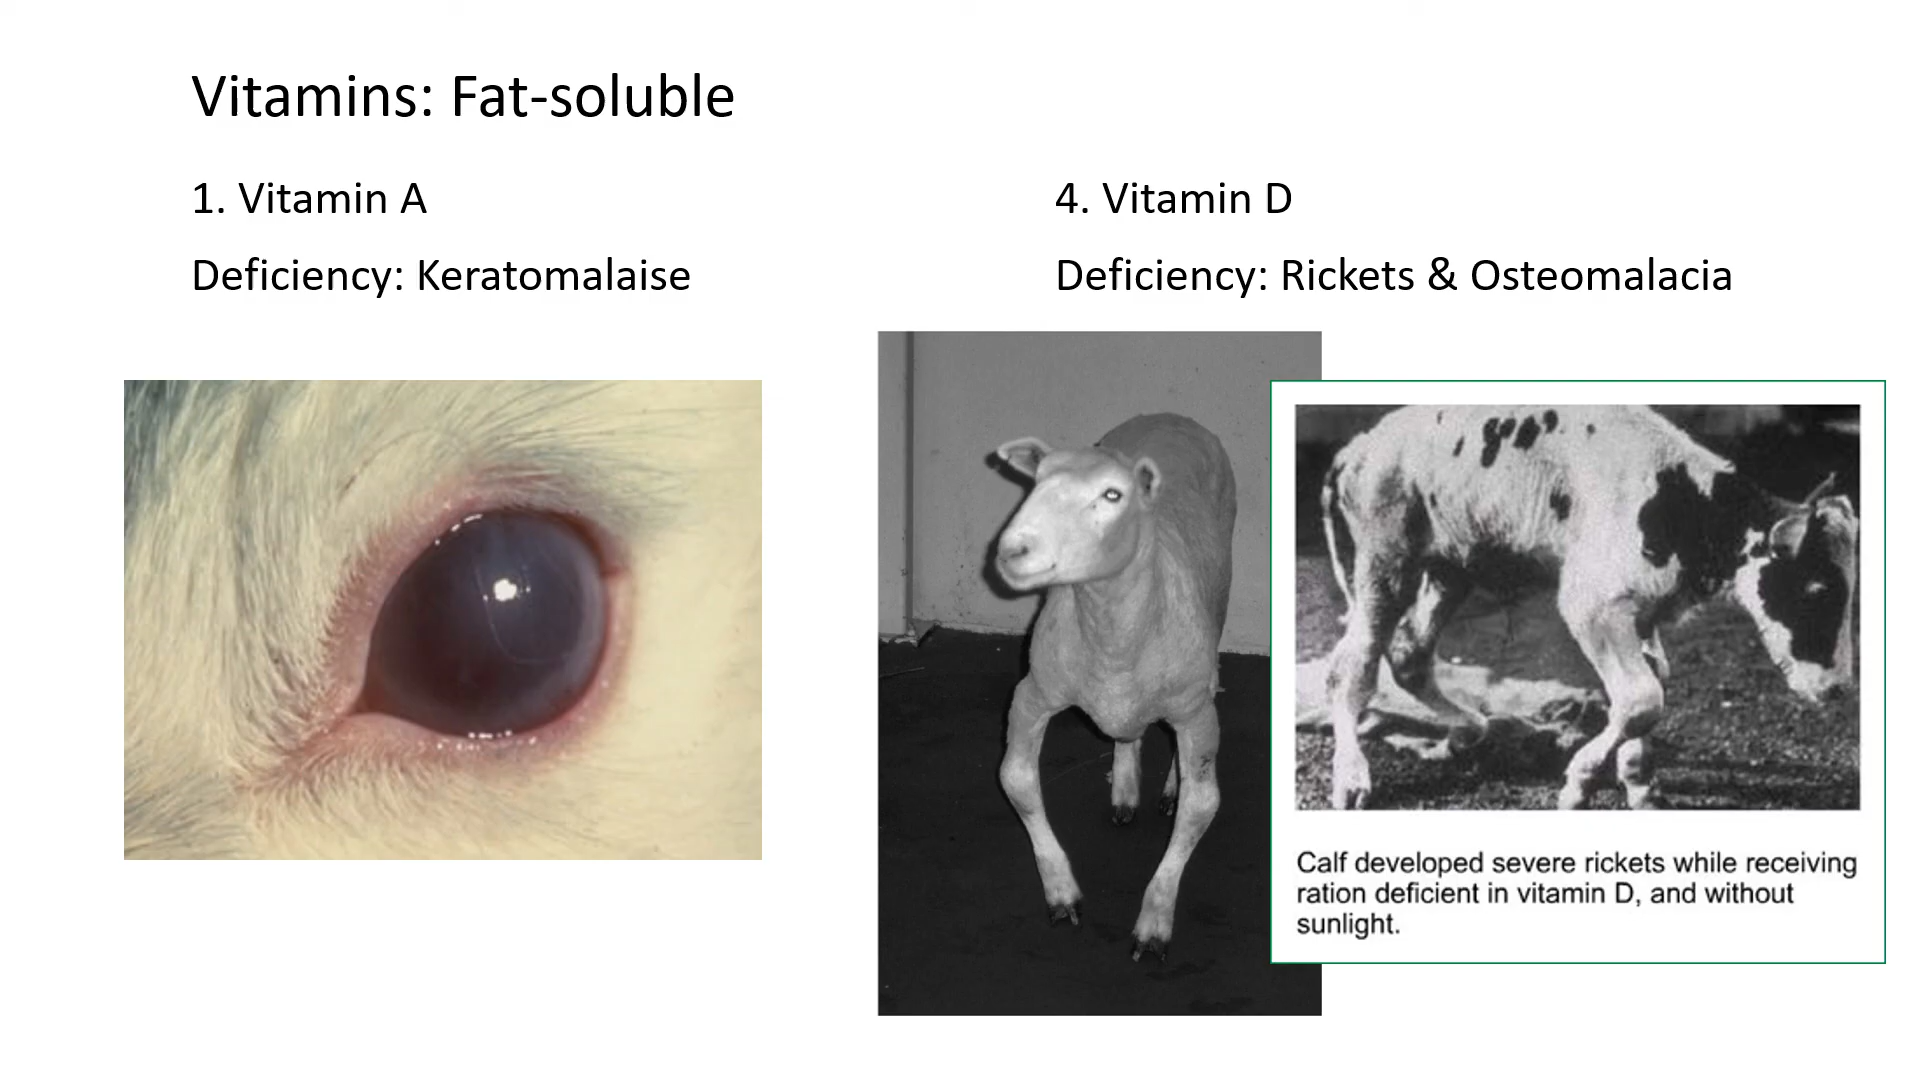 Vitamins: Fat-soluble
1. Vitamin A
Deficiency: Keratomalaise
4. Vitamin D
Deficiency: Rickets & Osteomalacia
Calf developed severe rickets while receiving
ration deficient in vitamin D, and without
sunlight.